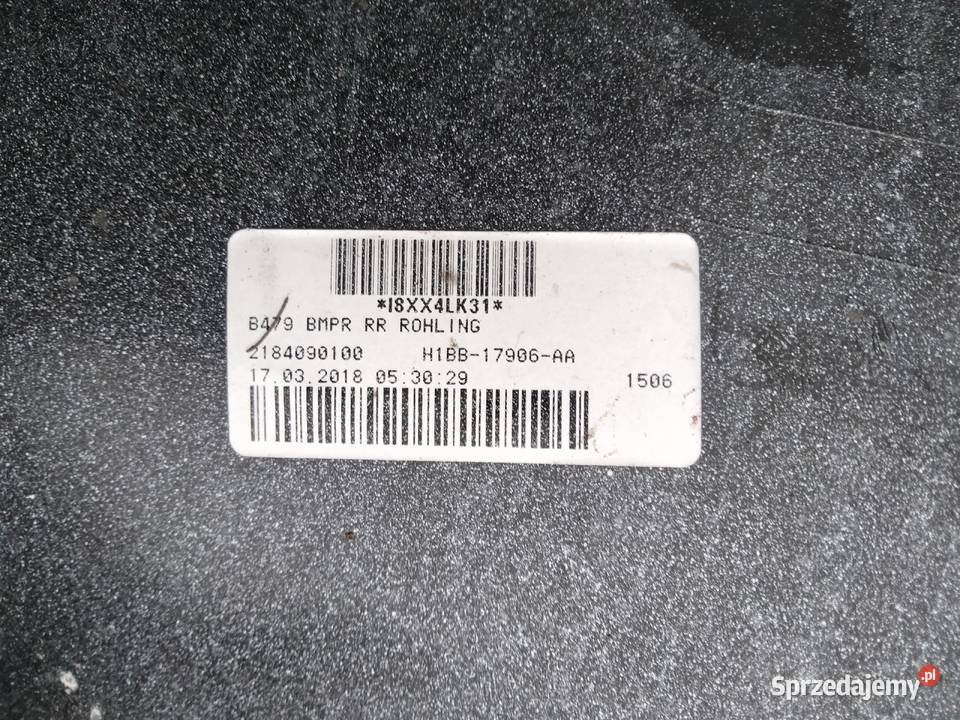 *I8XX4LK31*
B479 BMPR RR ROHLING
2184090100 H1BB-17906-AA
17.03.2018 05:30:29 1506
Sprzedajemy.pl